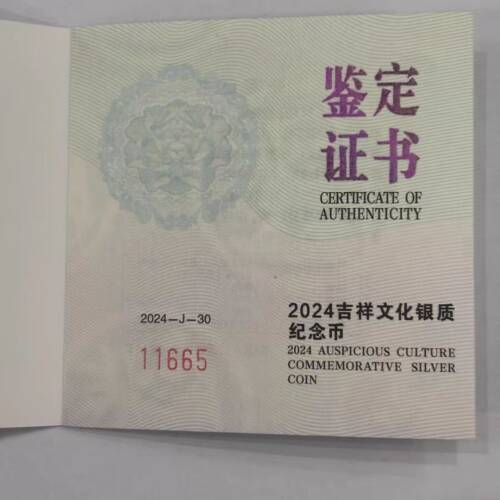 鉴定
证书
CERTIFICATE OF
AUTHENTICITY
2024-J-30
11665
2024吉祥文化银质
纪念币
2024 AUSPICIOUS CULTURE
COMMEMORATIVE SILVER
COIN